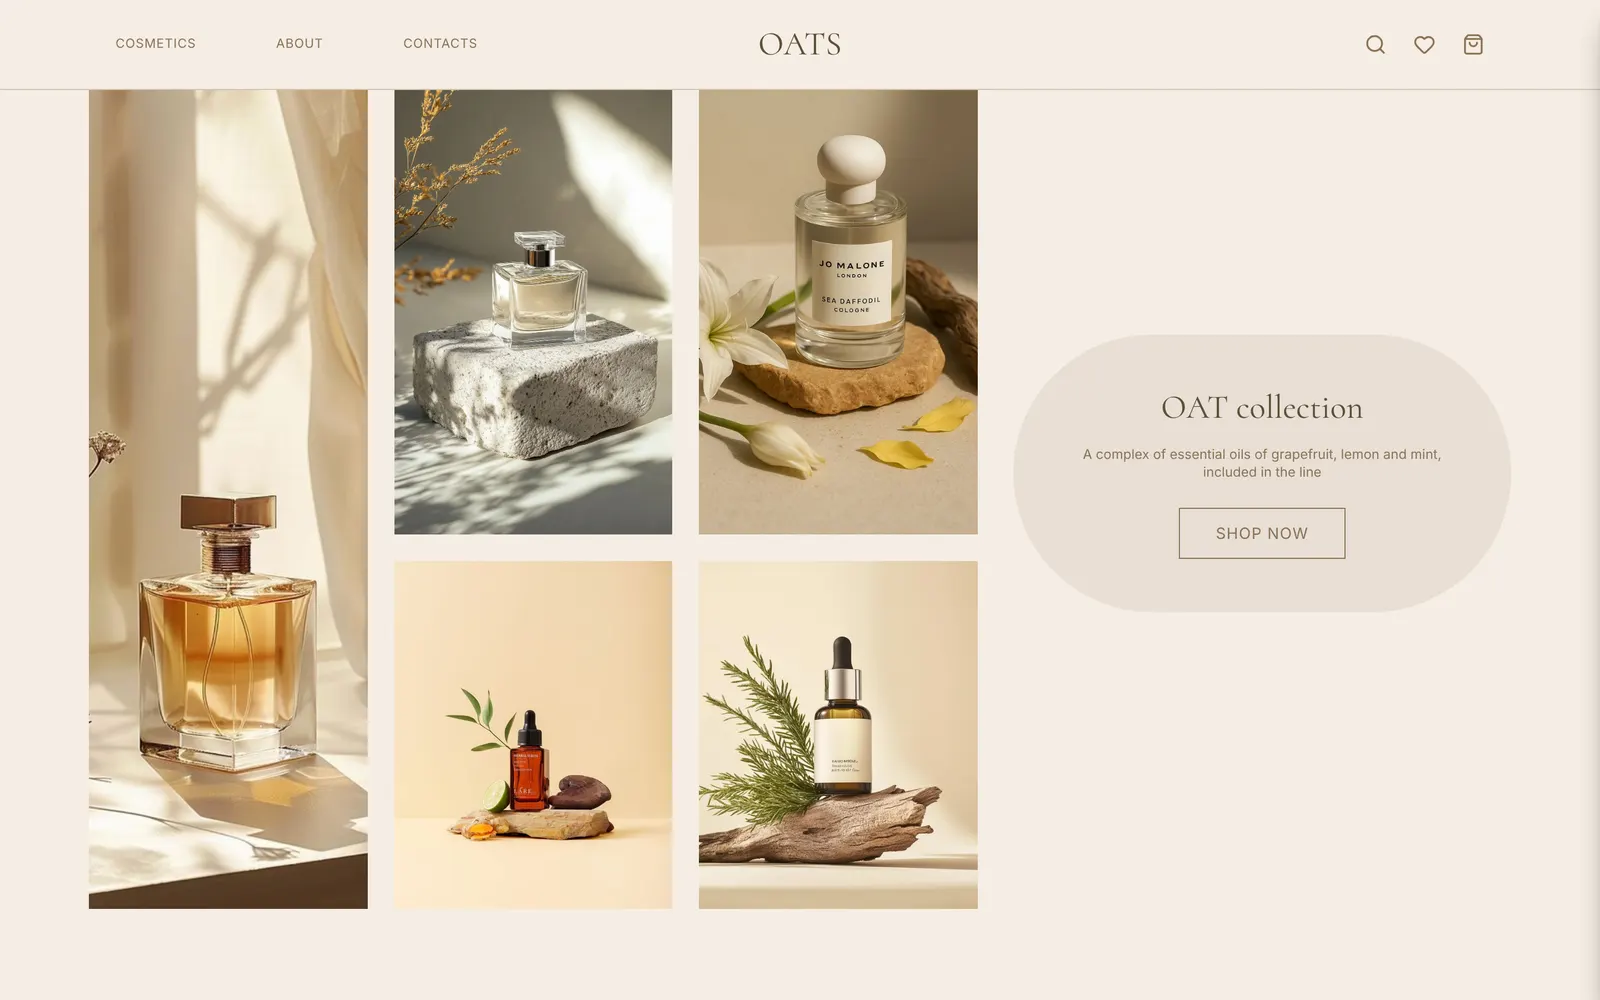 COSMETICS
ABOUT
CONTACTS
OATS
JO MALONE
LONDON
SEA DAFFODIL
COLOGNE
OAT collection
A complex of essential oils of grapefruit, lemon and mint,
included in the line
SHOP NOW